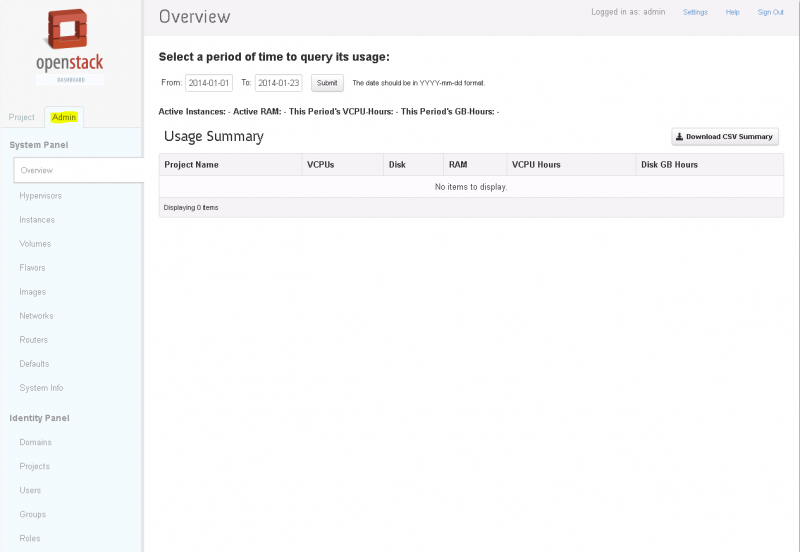 openstack
DASHBOARD
Project Admin
System Panel
Overview
Hypervisors
Instances
Volumes
Flavors
Images
Networks
Routers
Defaults
System Info
Identity Panel
Domains
Projects
Users
Groups
Roles
Overview
Logged in as: admin Settings Help Sign Out
Select a period of time to query its usage:
From: 2014-01-01 To: 2014-01-23 Submit The date should be in YYYY-mm-dd format.
Active Instances: - Active RAM: - This Period's VCPU-Hours: - This Period's GB-Hours: -
Usage Summary
Download CSV Summary
Project Name VCPUs Disk RAM VCPU Hours Disk GB Hours
No items to display.
Displaying 0 items